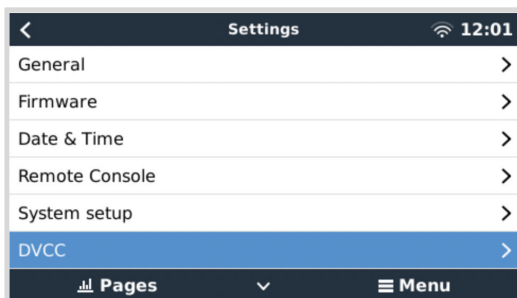 Settings 12:01
General
Firmware
Date & Time
Remote Console
System setup
DVCC
Pages Menu